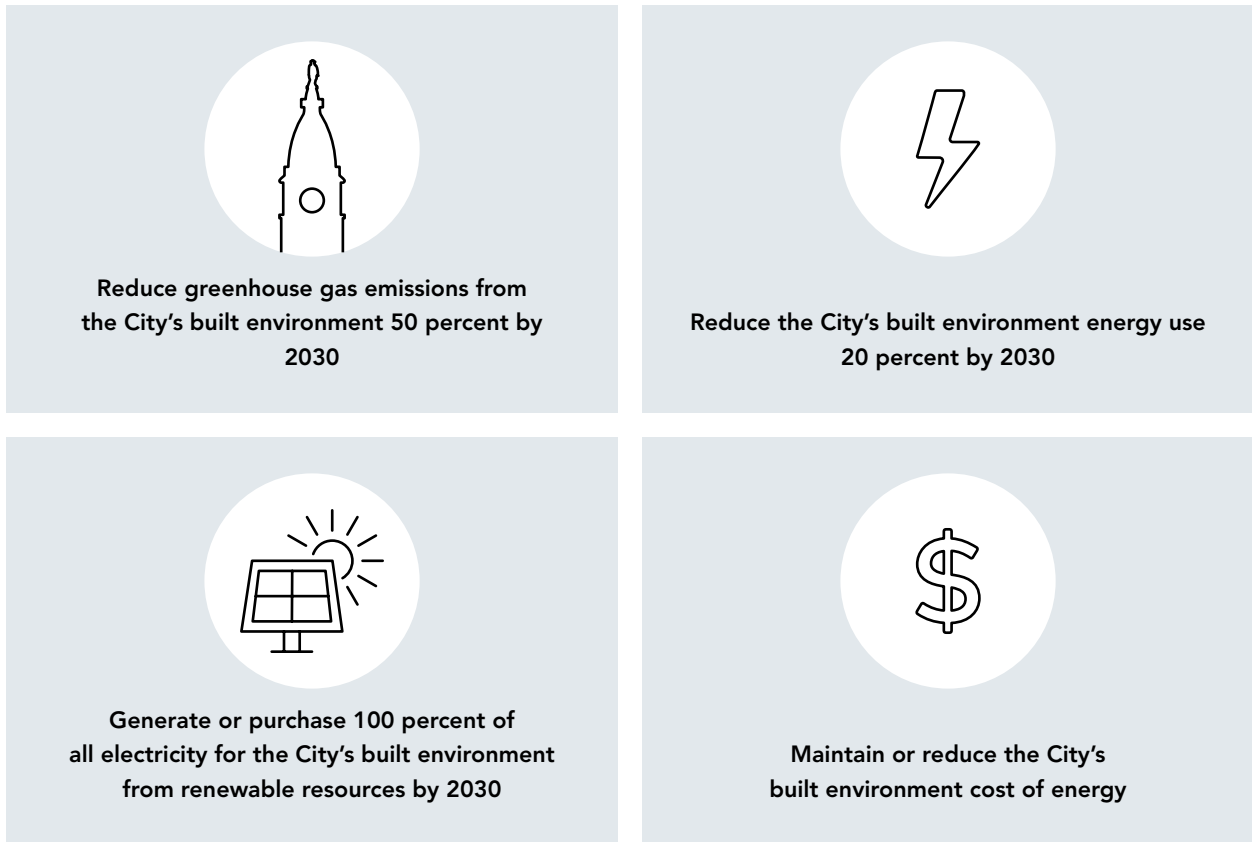 Reduce greenhouse gas emissions from
the City’s built environment 50 percent by
2030
Reduce the City’s built environment energy use
20 percent by 2030
Generate or purchase 100 percent of
all electricity for the City’s built environment
from renewable resources by 2030
Maintain or reduce the City’s
built environment cost of energy